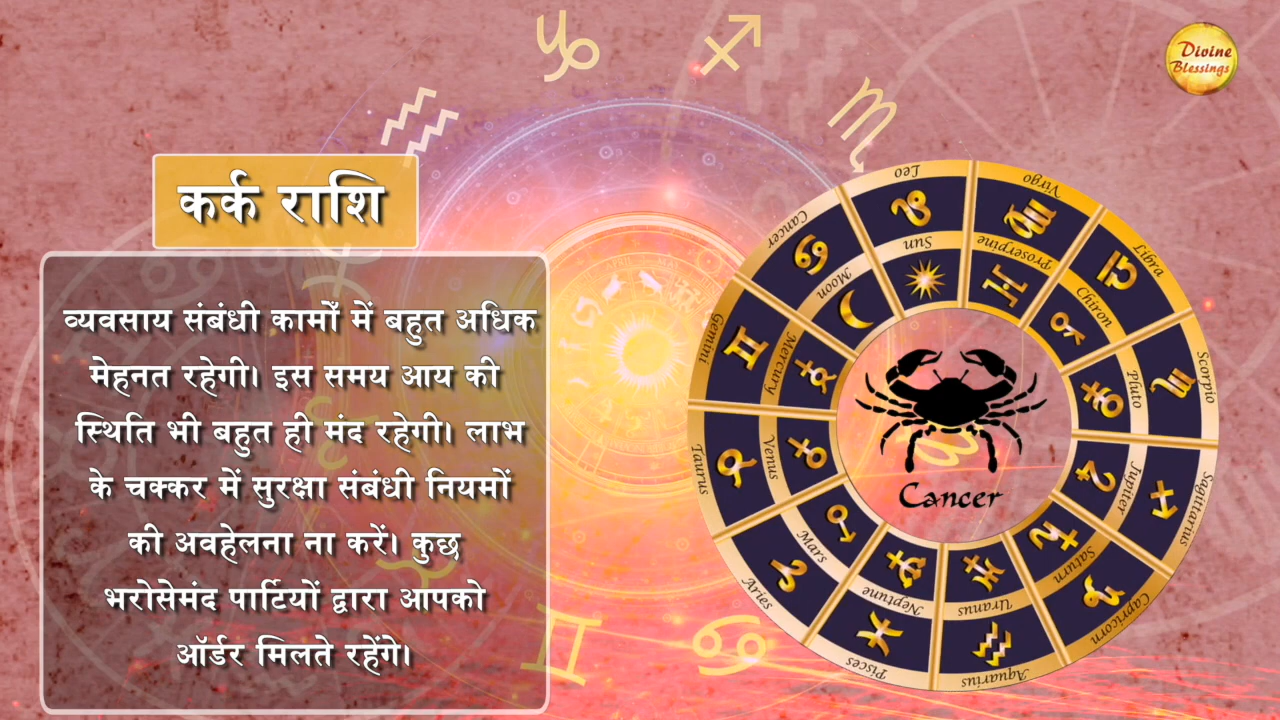 Divine
Blessings
कर्क राशि
व्यवसाय संबंधी कामों में बहुत अधिक
मेहनत रहेगी। इस समय आय की
स्थिति भी बहुत ही मंद रहेगी। लाभ
के चक्कर में सुरक्षा संबंधी नियमों
की अवहेलना ना करें। कुछ
भरोसेमंद पार्टियों द्वारा आपको
ऑर्डर मिलते रहेंगे।
Leo
Virgo
Libra
Scorpio
Sagittarius
Capricorn
Aquarius
Pisces
Aries
Taurus
Gemini
Cancer
Sun
Proserpine
Chiron
Pluto
Jupiter
Saturn
Uranus
Neptune
Mars
Venus
Mercury
Moon
Cancer